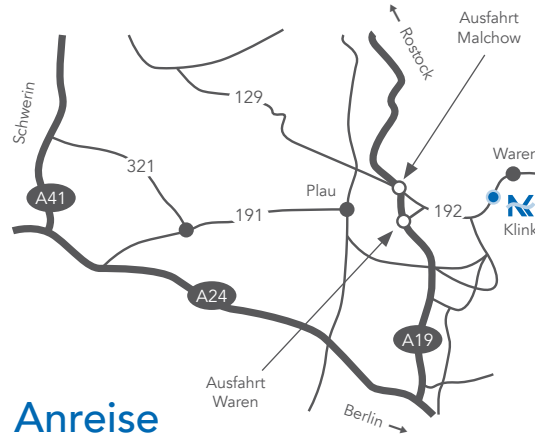 Ausfahrt
Malchow
Rostock
Schwerin
129
321
Waren
A41
Plau
191
192
Klink
A24
A19
Ausfahrt
Waren
Anreise
Berlin